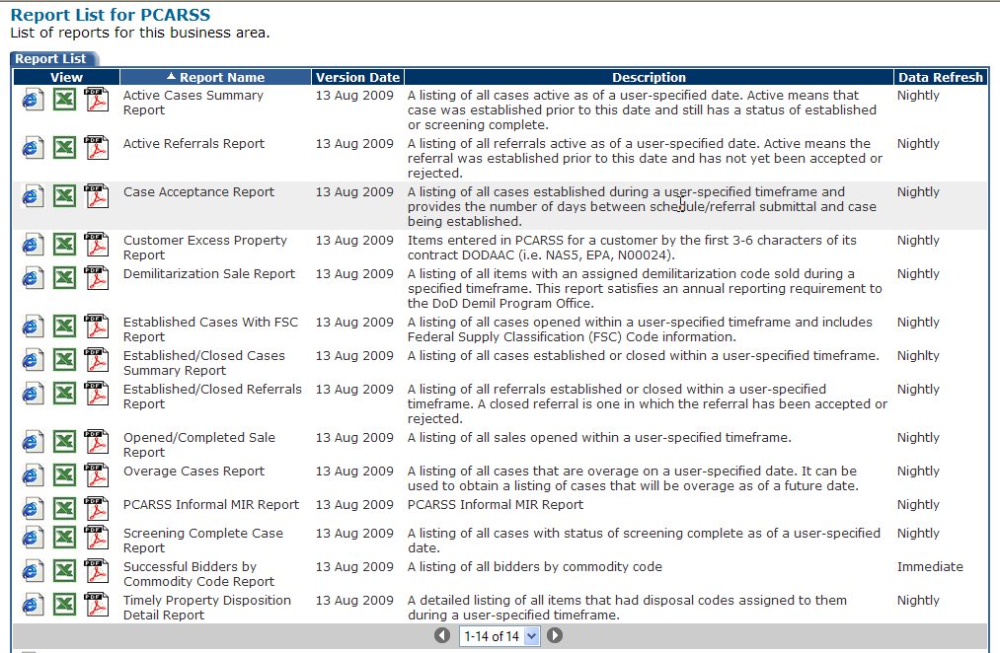 Report List for PCARSS
List of reports for this business area.
Report List
View Report Name Version Date Description Data Refresh
Active Cases Summary Report 13 Aug 2009 A listing of all cases active as of a user-specified date. Active means that Nightly
case was established prior to this date and still has a status of established
or screening complete.
Active Referrals Report 13 Aug 2009 A listing of all referrals active as of a user-specified date. Active means the Nightly
referral was established prior to this date and has not yet been accepted or
rejected.
Case Acceptance Report 13 Aug 2009 A listing of all cases established during a user-specified timeframe and Nightly
provides the number of days between schedule/referral submittal and case
being established.
Customer Excess Property 13 Aug 2009 Items entered in PCARSS for a customer by the first 3-6 characters of its Nightly
Report contract DODAAC (i.e. NAS5, EPA, N00024).
Demilitarization Sale Report 13 Aug 2009 A listing of all items with an assigned demilitarization code sold during a Nightly
specified timeframe. This report satisfies an annual reporting requirement to
the DoD Demil Program Office.
Established Cases With FSC 13 Aug 2009 A listing of all cases opened within a user-specified timeframe and includes Nightly
Report Federal Supply Classification (FSC) Code information.
Established/Closed Cases 13 Aug 2009 A listing of all cases established or closed within a user-specified timeframe. Nightly
Summary Report
Established/Closed Referrals 13 Aug 2009 A listing of all referrals established or closed within a user-specified Nightly
Report timeframe. A closed referral is one in which the referral has been accepted or
rejected.
Opened/Completed Sale 13 Aug 2009 A listing of all sales opened within a user-specified timeframe. Nightly
Report
Overage Cases Report 13 Aug 2009 A listing of all cases that are overage on a user-specified date. It can be Nightly
used to obtain a listing of cases that will be overage as of a future date.
PCARSS Informal MIR Report 13 Aug 2009 PCARSS Informal MIR Report Nightly
Screening Complete Case 13 Aug 2009 A listing of all cases with status of screening complete as of a user-specified Nightly
Report date.
Successful Bidders by 13 Aug 2009 A listing of all bidders by commodity code Immediate
Commodity Code Report
Timely Property Disposition 13 Aug 2009 A detailed listing of all items that had disposal codes assigned to them Nightly
Detail Report during a user-specified timeframe.
1-14 of 14